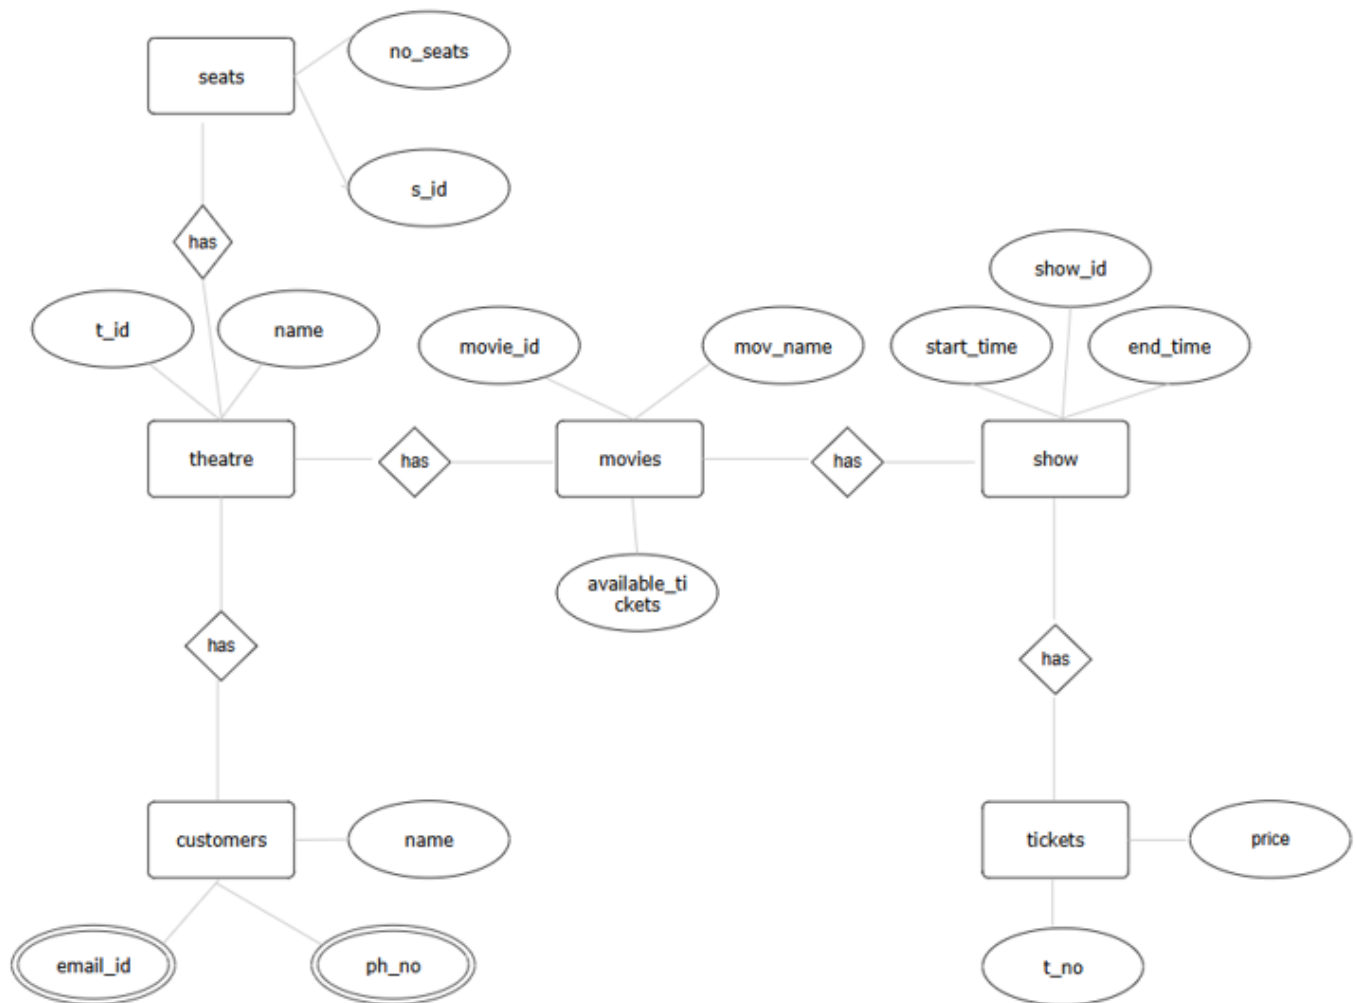 no_seats
seats
s_id
has
show_id
t_id
name
movie_id
mov_name
start_time
end_time
theatre
has
movies
has
show
available_ti
ckets
has
has
customers
name
tickets
price
email_id
ph_no
t_no